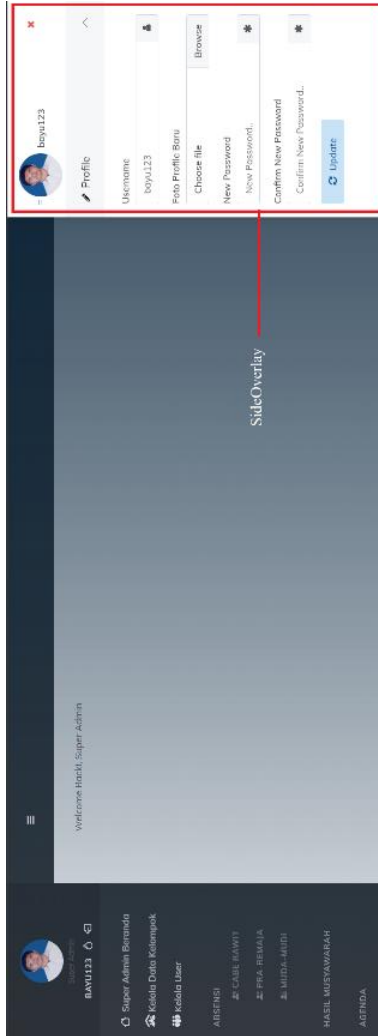 Super Admin
BAYU123
Super Admin Beranda
Kelola Data Kelompok
Kelola User
ABSENSI
CABE RAWIT
PRA-REMAJA
MUDA-MUDI
HASIL MUSYAWARAH
AGENDA
Welcome Back!, Super Admin
SideOverlay
bayu123
Profile
Username
bayu123
Foto Profile Baru
Choose file
Browse
New Password
New Password..
Confirm New Password
Confirm New Password..
Update